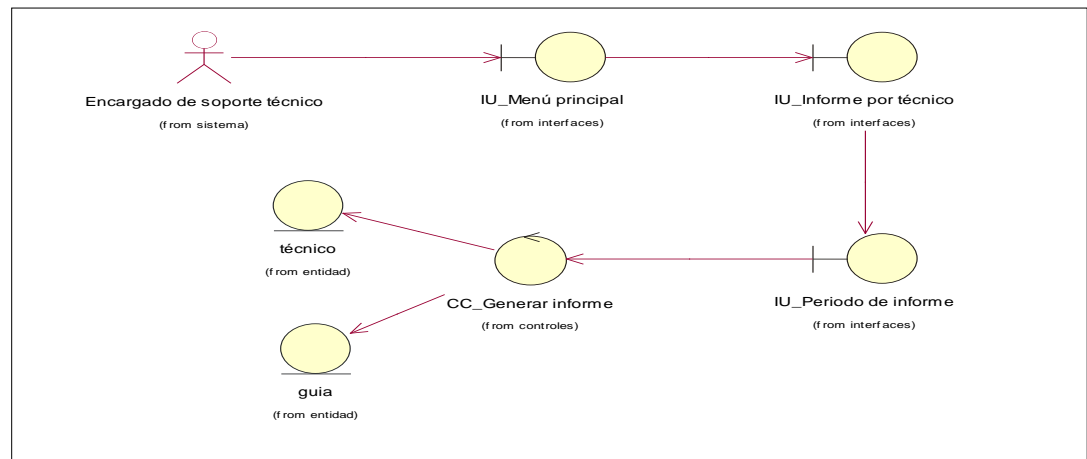 Encargado de soporte técnico
(from sistema)
IU_Menú principal
(from interfaces)
IU_Informe por técnico
(from interfaces)
técnico
(from entidad)
CC_Generar informe
(from controles)
IU_Periodo de informe
(from interfaces)
guia
(from entidad)